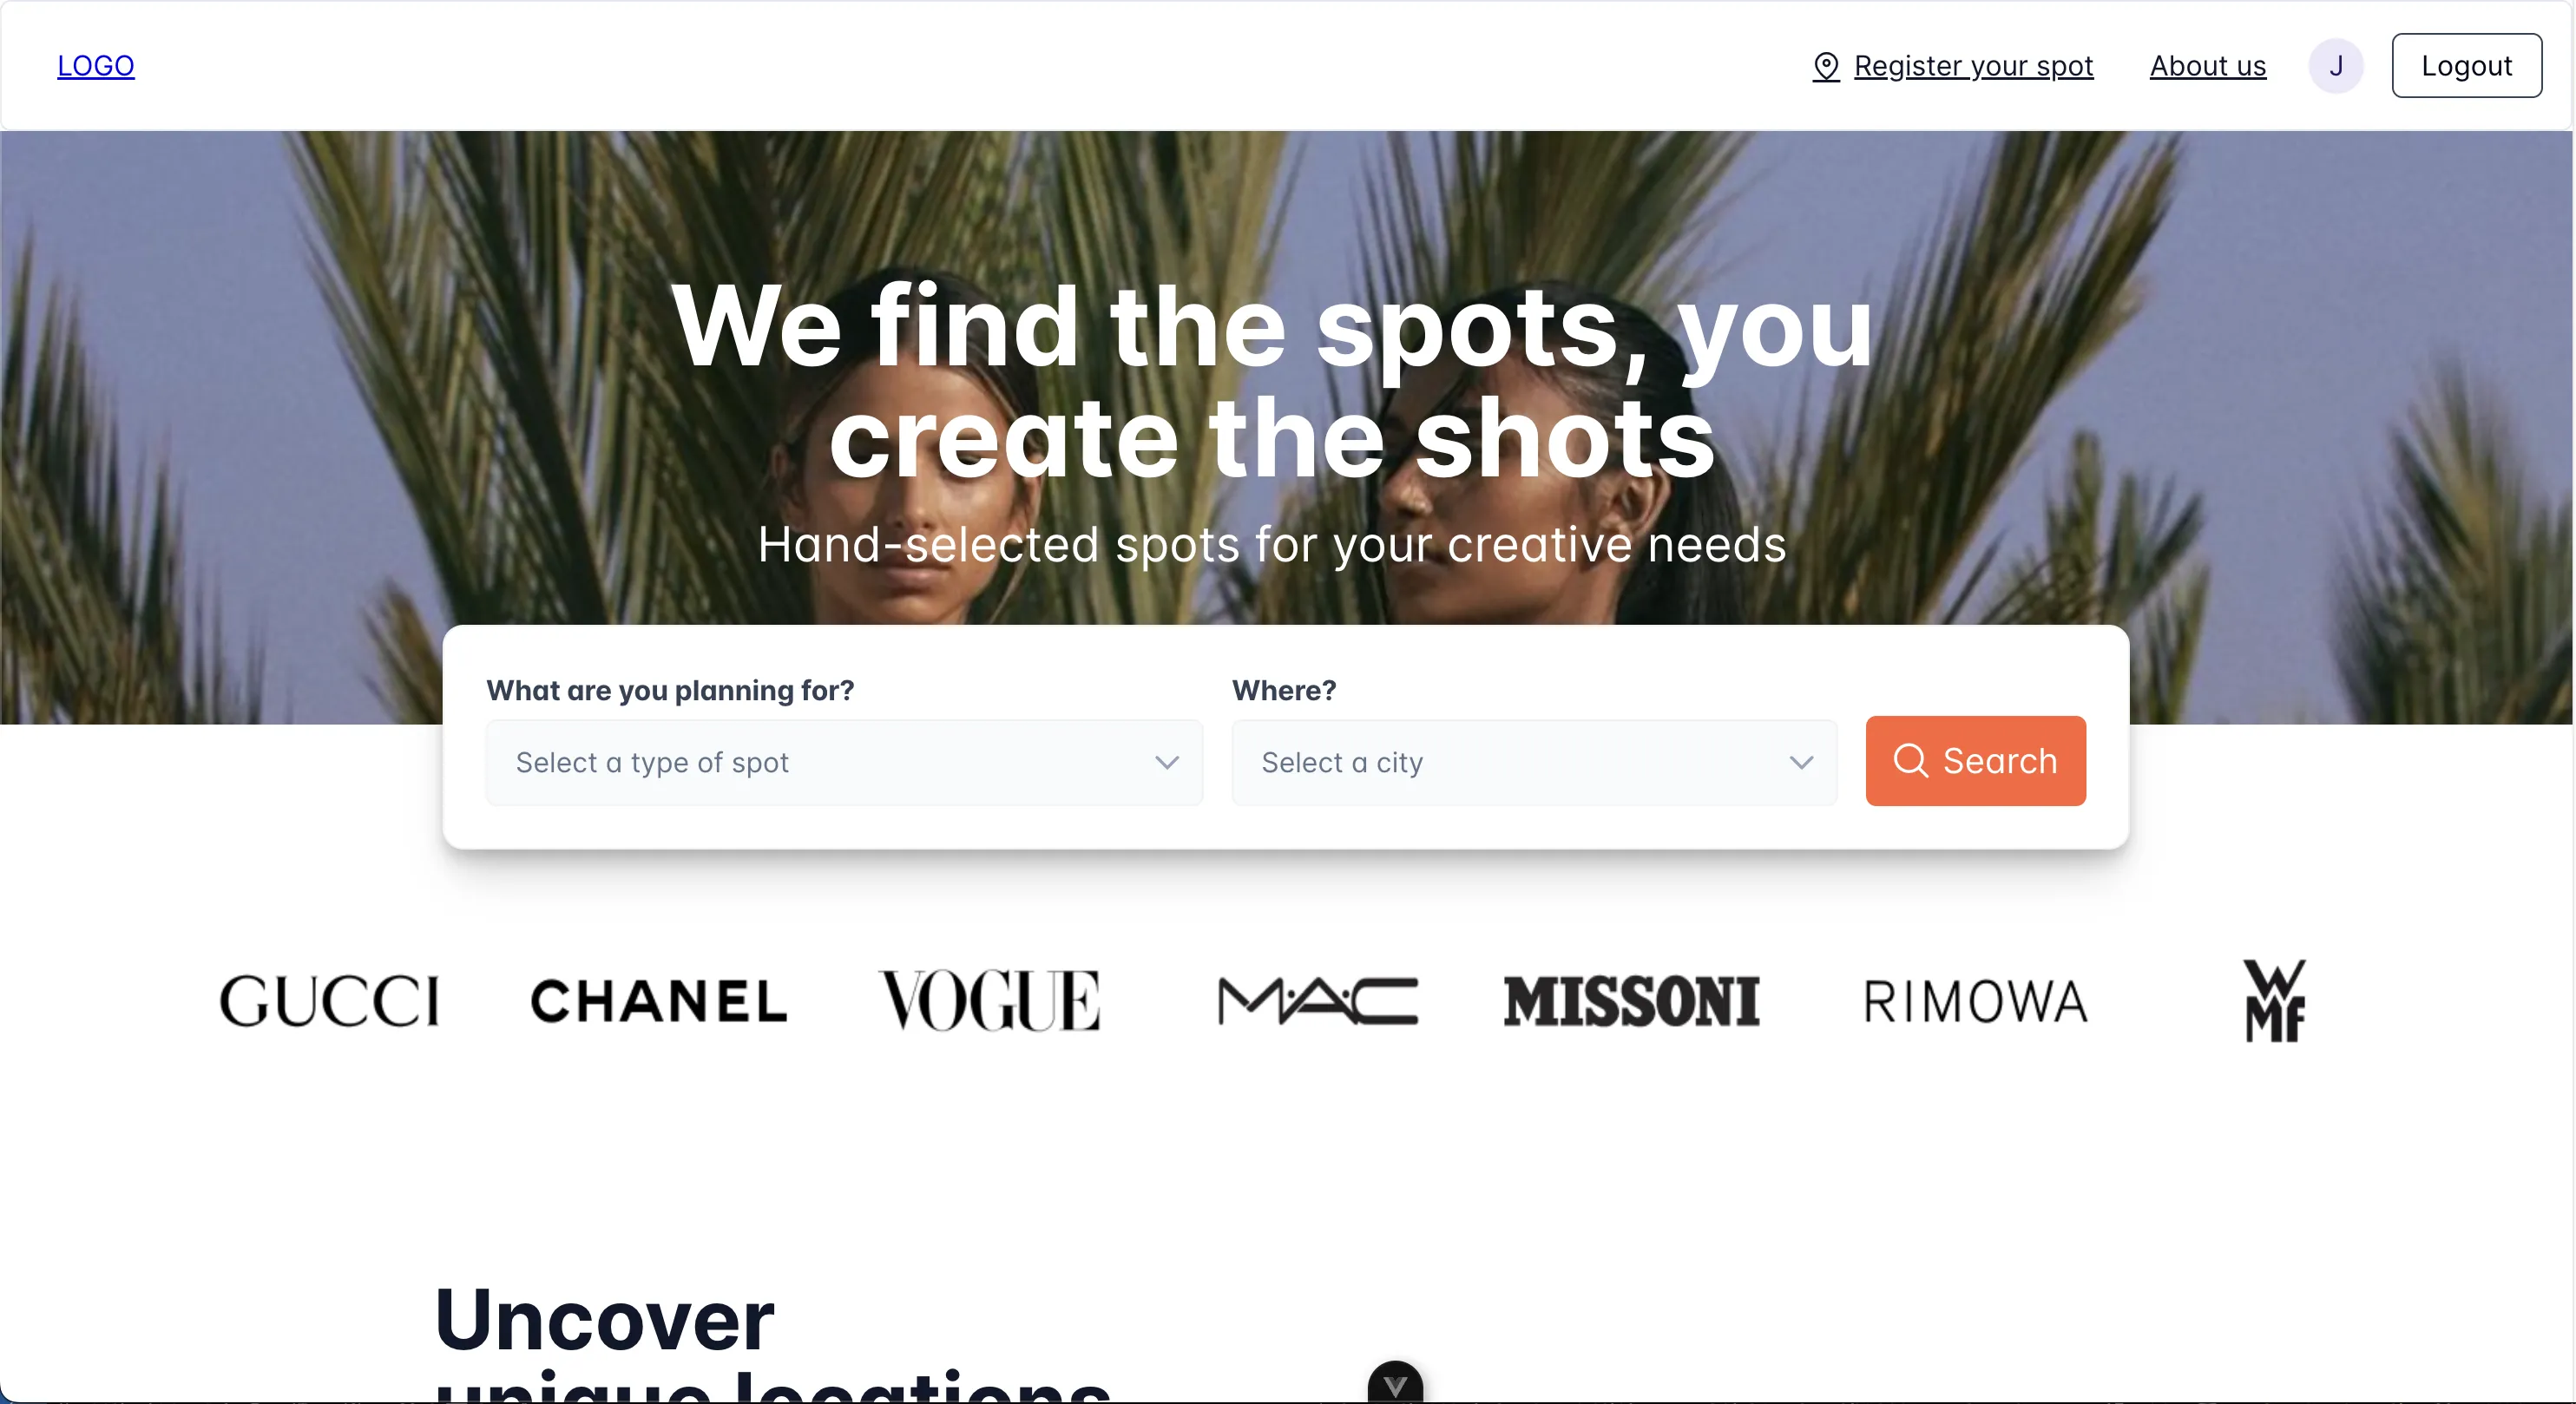 LOGO
Register your spot
About us
J
Logout
We find the spots, you
create the shots
Hand-selected spots for your creative needs
What are you planning for?
Where?
Select a type of spot
Select a city
Search
GUCCI
CHANEL
VOGUE
M·A·C
MISSONI
RIMOWA
WMF
Uncover
unique locations